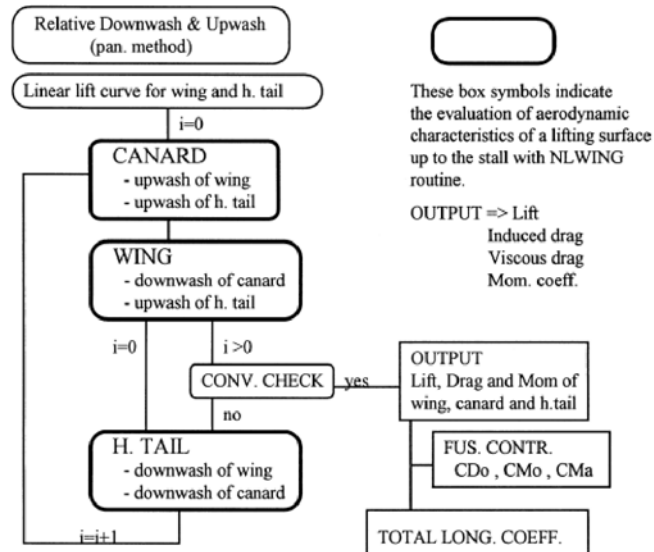 Relative Downwash & Upwash
(pan. method)
Linear lift curve for wing and h. tail
i=0
CANARD
- upwash of wing
- upwash of h. tail
WING
- downwash of canard
- upwash of h. tail
i=0
i >0
CONV. CHECK
yes
no
H. TAIL
- downwash of wing
- downwash of canard
i=i+1
These box symbols indicate
the evaluation of aerodynamic
characteristics of a lifting surface
up to the stall with NLWING
routine.
OUTPUT => Lift
Induced drag
Viscous drag
Mom. coeff.
OUTPUT
Lift, Drag and Mom of
wing, canard and h.tail
FUS. CONTR.
CDo , CMo , CMa
TOTAL LONG. COEFF.